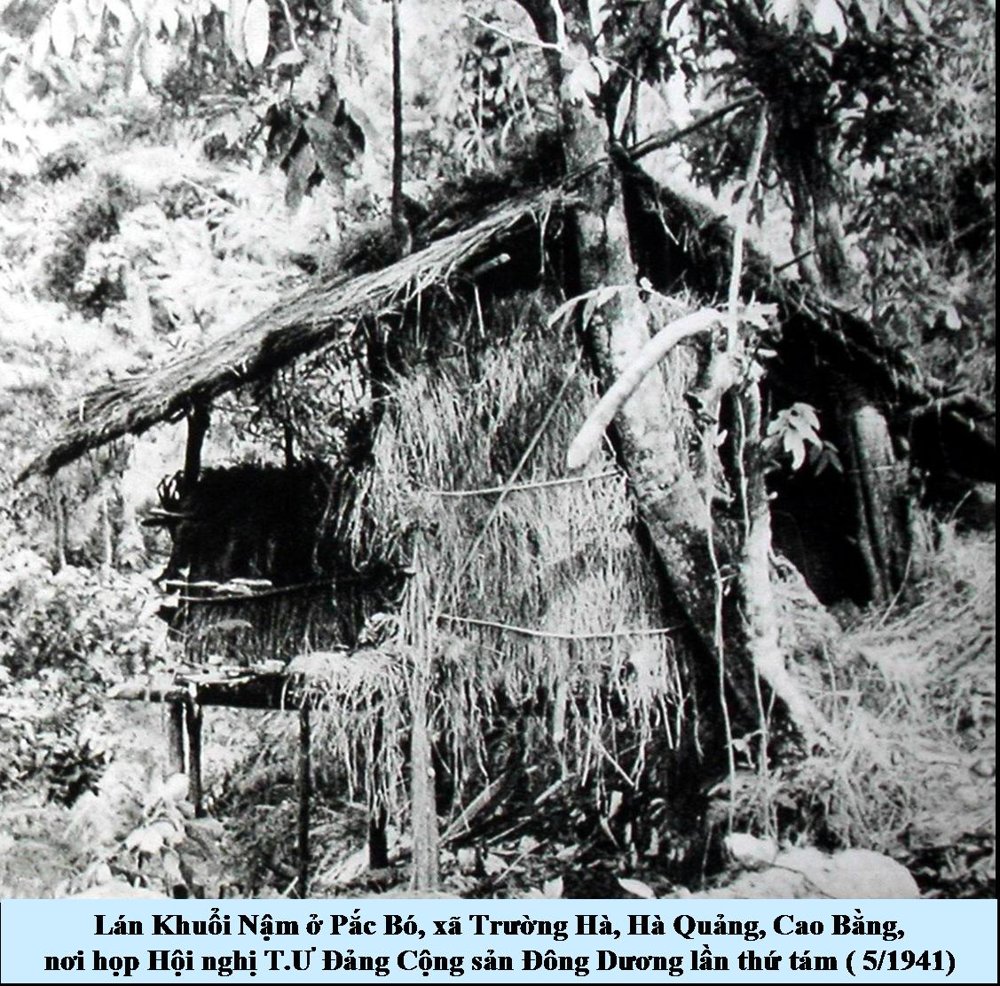 Lán Khuổi Nậm ở Pắc Bó, xã Trường Hà, Hà Quảng, Cao Bằng,
nơi họp Hội nghị T.Ư Đảng Cộng sản Đông Dương lần thứ tám ( 5/1941)